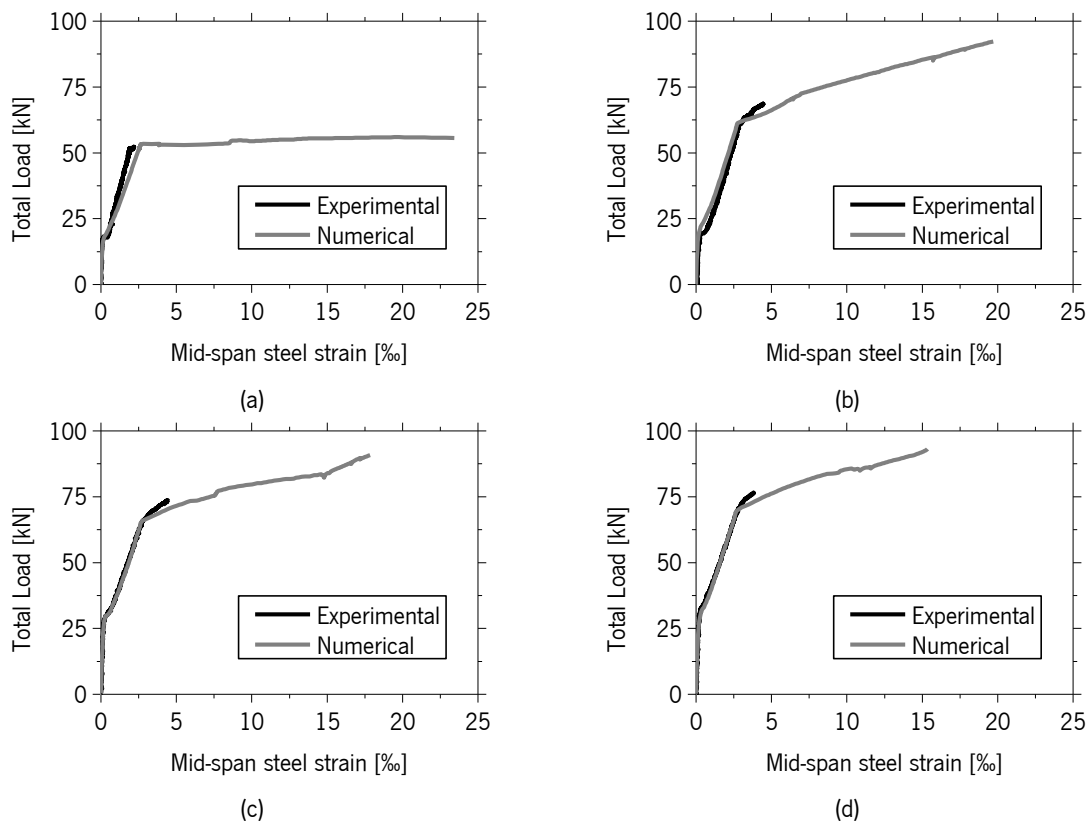 100
75
50
25
0
Total Load [kN]
Experimental
Numerical
0 5 10 15 20 25
Mid-span steel strain [‰]
(a)
100
75
50
25
0
Total Load [kN]
Experimental
Numerical
0 5 10 15 20 25
Mid-span steel strain [‰]
(b)
100
75
50
25
0
Total Load [kN]
Experimental
Numerical
0 5 10 15 20 25
Mid-span steel strain [‰]
(c)
100
75
50
25
0
Total Load [kN]
Experimental
Numerical
0 5 10 15 20 25
Mid-span steel strain [‰]
(d)